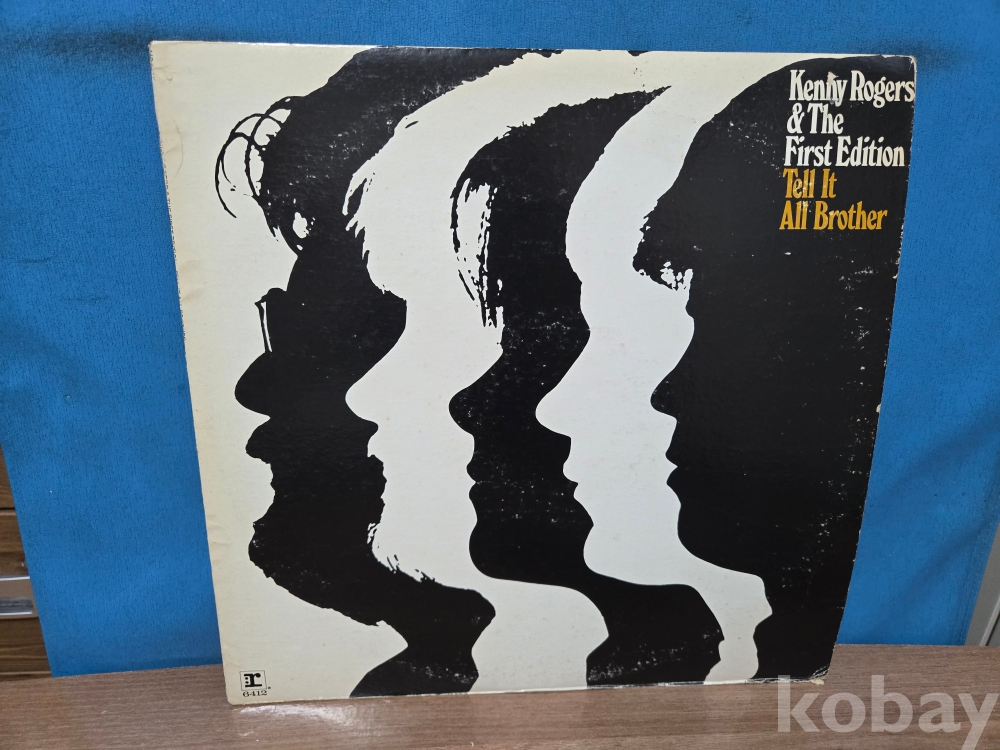 Kenny Rogers
& The
First Edition
Tell It
All Brother
r
6412
kobay